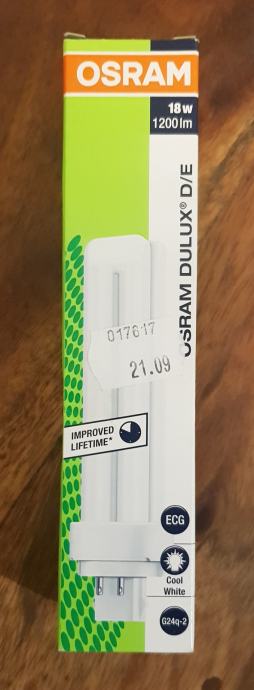 OSRAM
18w
1200lm
OSRAM DULUX® D/E
017617
21.09
IMPROVED
LIFETIME*
ECG
Cool
White
G24q-2